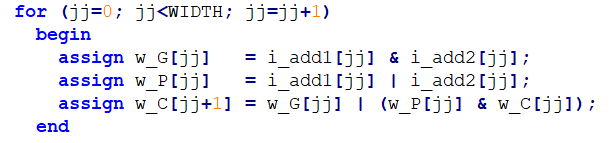 for (jj=0; jj<WIDTH; jj=jj+1)
begin
assign w_G[jj] = i_add1[jj] & i_add2[jj];
assign w_P[jj] = i_add1[jj] | i_add2[jj];
assign w_C[jj+1] = w_G[jj] | (w_P[jj] & w_C[jj]);
end